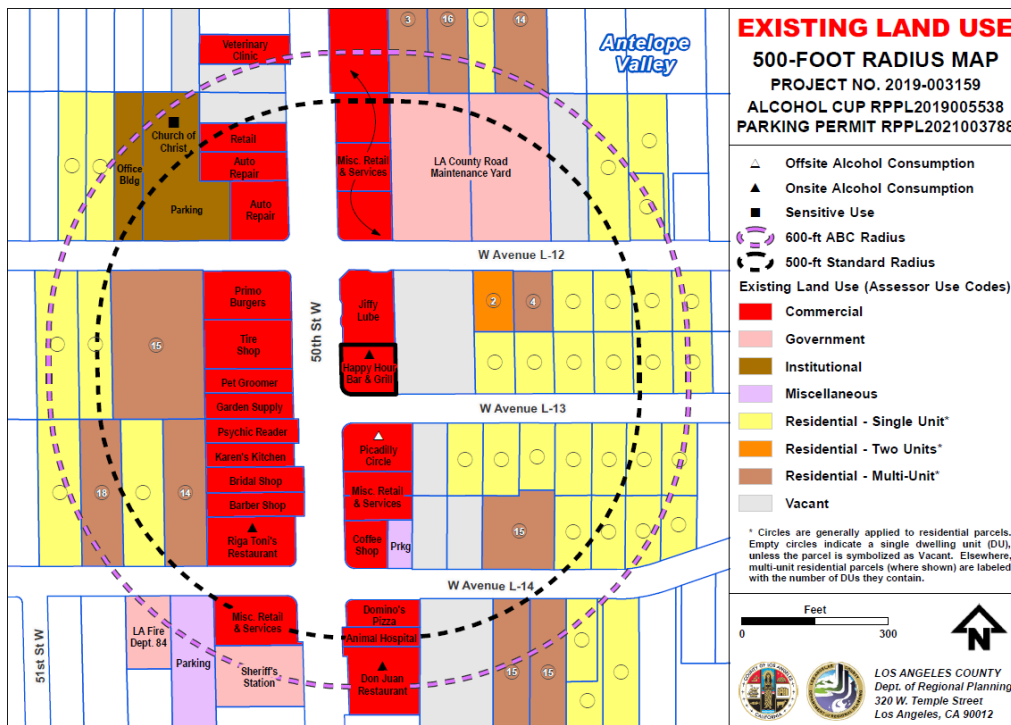 3
16
14
Veterinary
Clinic
Antelope
Valley
Church of
Christ
Office
Bldg
Parking
Retail
Auto
Repair
Auto
Repair
Misc. Retail
& Services
LA County Road
Maintenance Yard
W Avenue L-12
50th St W
Primo
Burgers
Tire
Shop
15
Pet Groomer
Garden Supply
Jiffy
Lube
Happy Hour
Bar & Grill
2
4
W Avenue L-13
Psychic Reader
Karen's Kitchen
Bridal Shop
Barber Shop
Riga Toni's
Restaurant
18
14
Picadilly
Circle
Misc. Retail
& Services
Coffee
Shop
Prkg
15
W Avenue L-14
51st St W
LA Fire
Dept. 84
Parking
Misc. Retail
& Services
Sheriff's
Station
Domino's
Pizza
Animal Hospital
Don Juan
Restaurant
15
15
EXISTING LAND USE
500-FOOT RADIUS MAP
PROJECT NO. 2019-003159
ALCOHOL CUP RPPL2019005538
PARKING PERMIT RPPL2021003788
Offsite Alcohol Consumption
Onsite Alcohol Consumption
Sensitive Use
600-ft ABC Radius
500-ft Standard Radius
Existing Land Use (Assessor Use Codes)
Commercial
Government
Institutional
Miscellaneous
Residential - Single Unit*
Residential - Two Units*
Residential - Multi-Unit*
Vacant
* Circles are generally applied to residential parcels.
Empty circles indicate a single dwelling unit (DU),
unless the parcel is symbolized as Vacant. Elsewhere,
multi-unit residential parcels (where shown) are labeled
with the number of DUs they contain.
Feet
0 300
N
LOS ANGELES COUNTY
Dept. of Regional Planning
320 W. Temple Street
Los Angeles, CA 90012